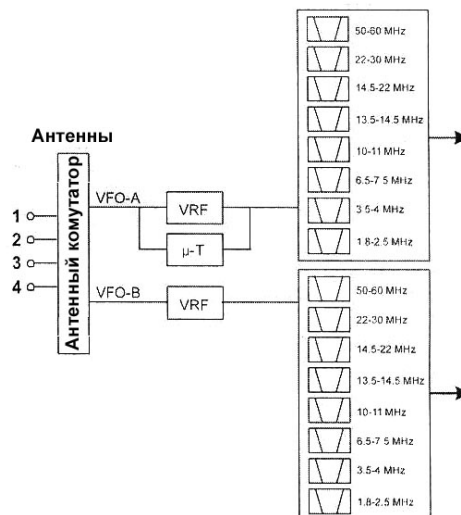 50-60 MHz
22-30 MHz
14.5-22 MHz
13.5-14.5 MHz
10-11 MHz
6.5-7 5 MHz
3.5-4 MHz
1.8-2.5 MHz
Антенны
Антенный комутатор
1
2
3
4
VFO-A
VRF
μ-T
VFO-B
VRF
50-60 MHz
22-30 MHz
14.5-22 MHz
13.5-14.5 MHz
10-11 MHz
6.5-7 5 MHz
3.5-4 MHz
1.8-2.5 MHz